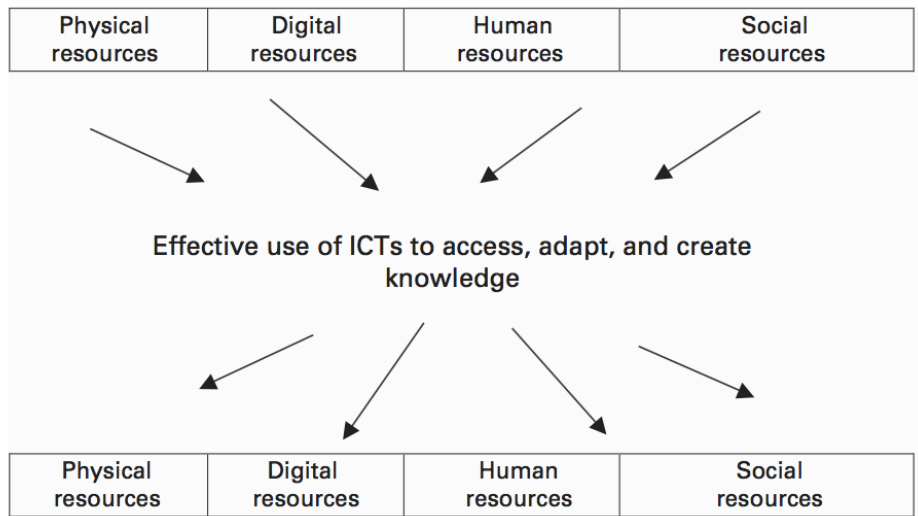 Physical
resources
Digital
resources
Human
resources
Social
resources
Effective use of ICTs to access, adapt, and create
knowledge
Physical
resources
Digital
resources
Human
resources
Social
resources